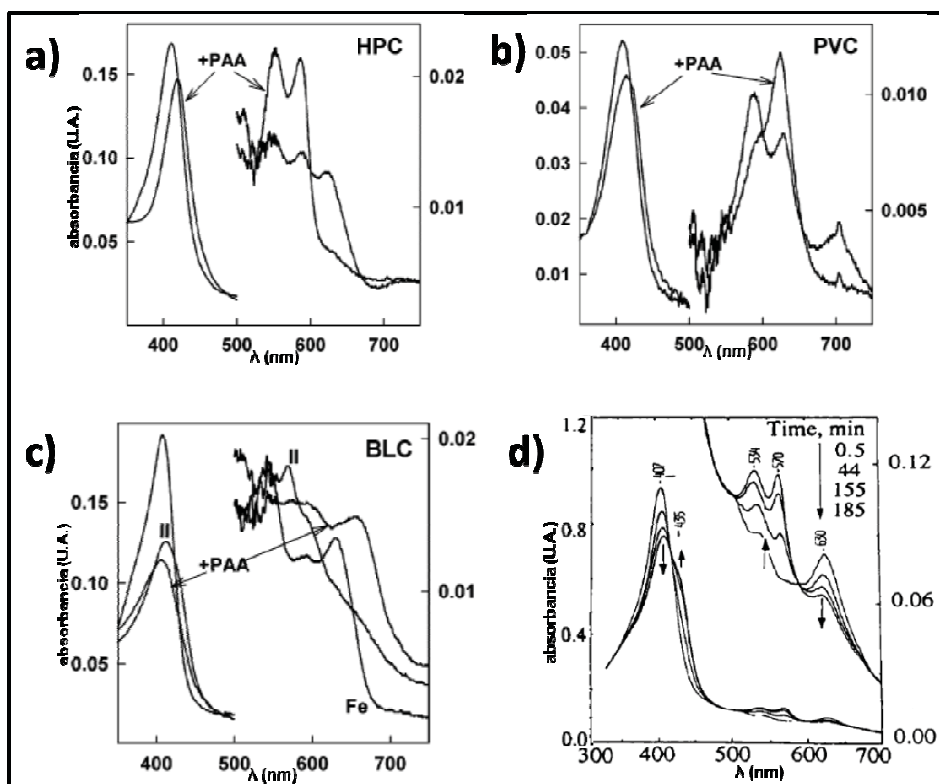 a)
HPC
+PAA
0.15
0.10
0.05
0.02
0.01
absorbancia (U.A.)
400
500
600
700
λ (nm)
b)
PVC
+PAA
0.05
0.04
0.03
0.02
0.01
0.010
0.005
400
500
600
700
λ (nm)
c)
BLC
II
II
+PAA
Fe
0.15
0.10
0.05
0.02
0.01
absorbancia (U.A.)
400
500
600
700
λ (nm)
d)
Time, min
0.5
44
155
185
407
435
534
570
630
1.2
0.8
0.4
0.0
0.12
0.06
0.00
absorbancia (U.A.)
300
400
500
600
700
λ (nm)